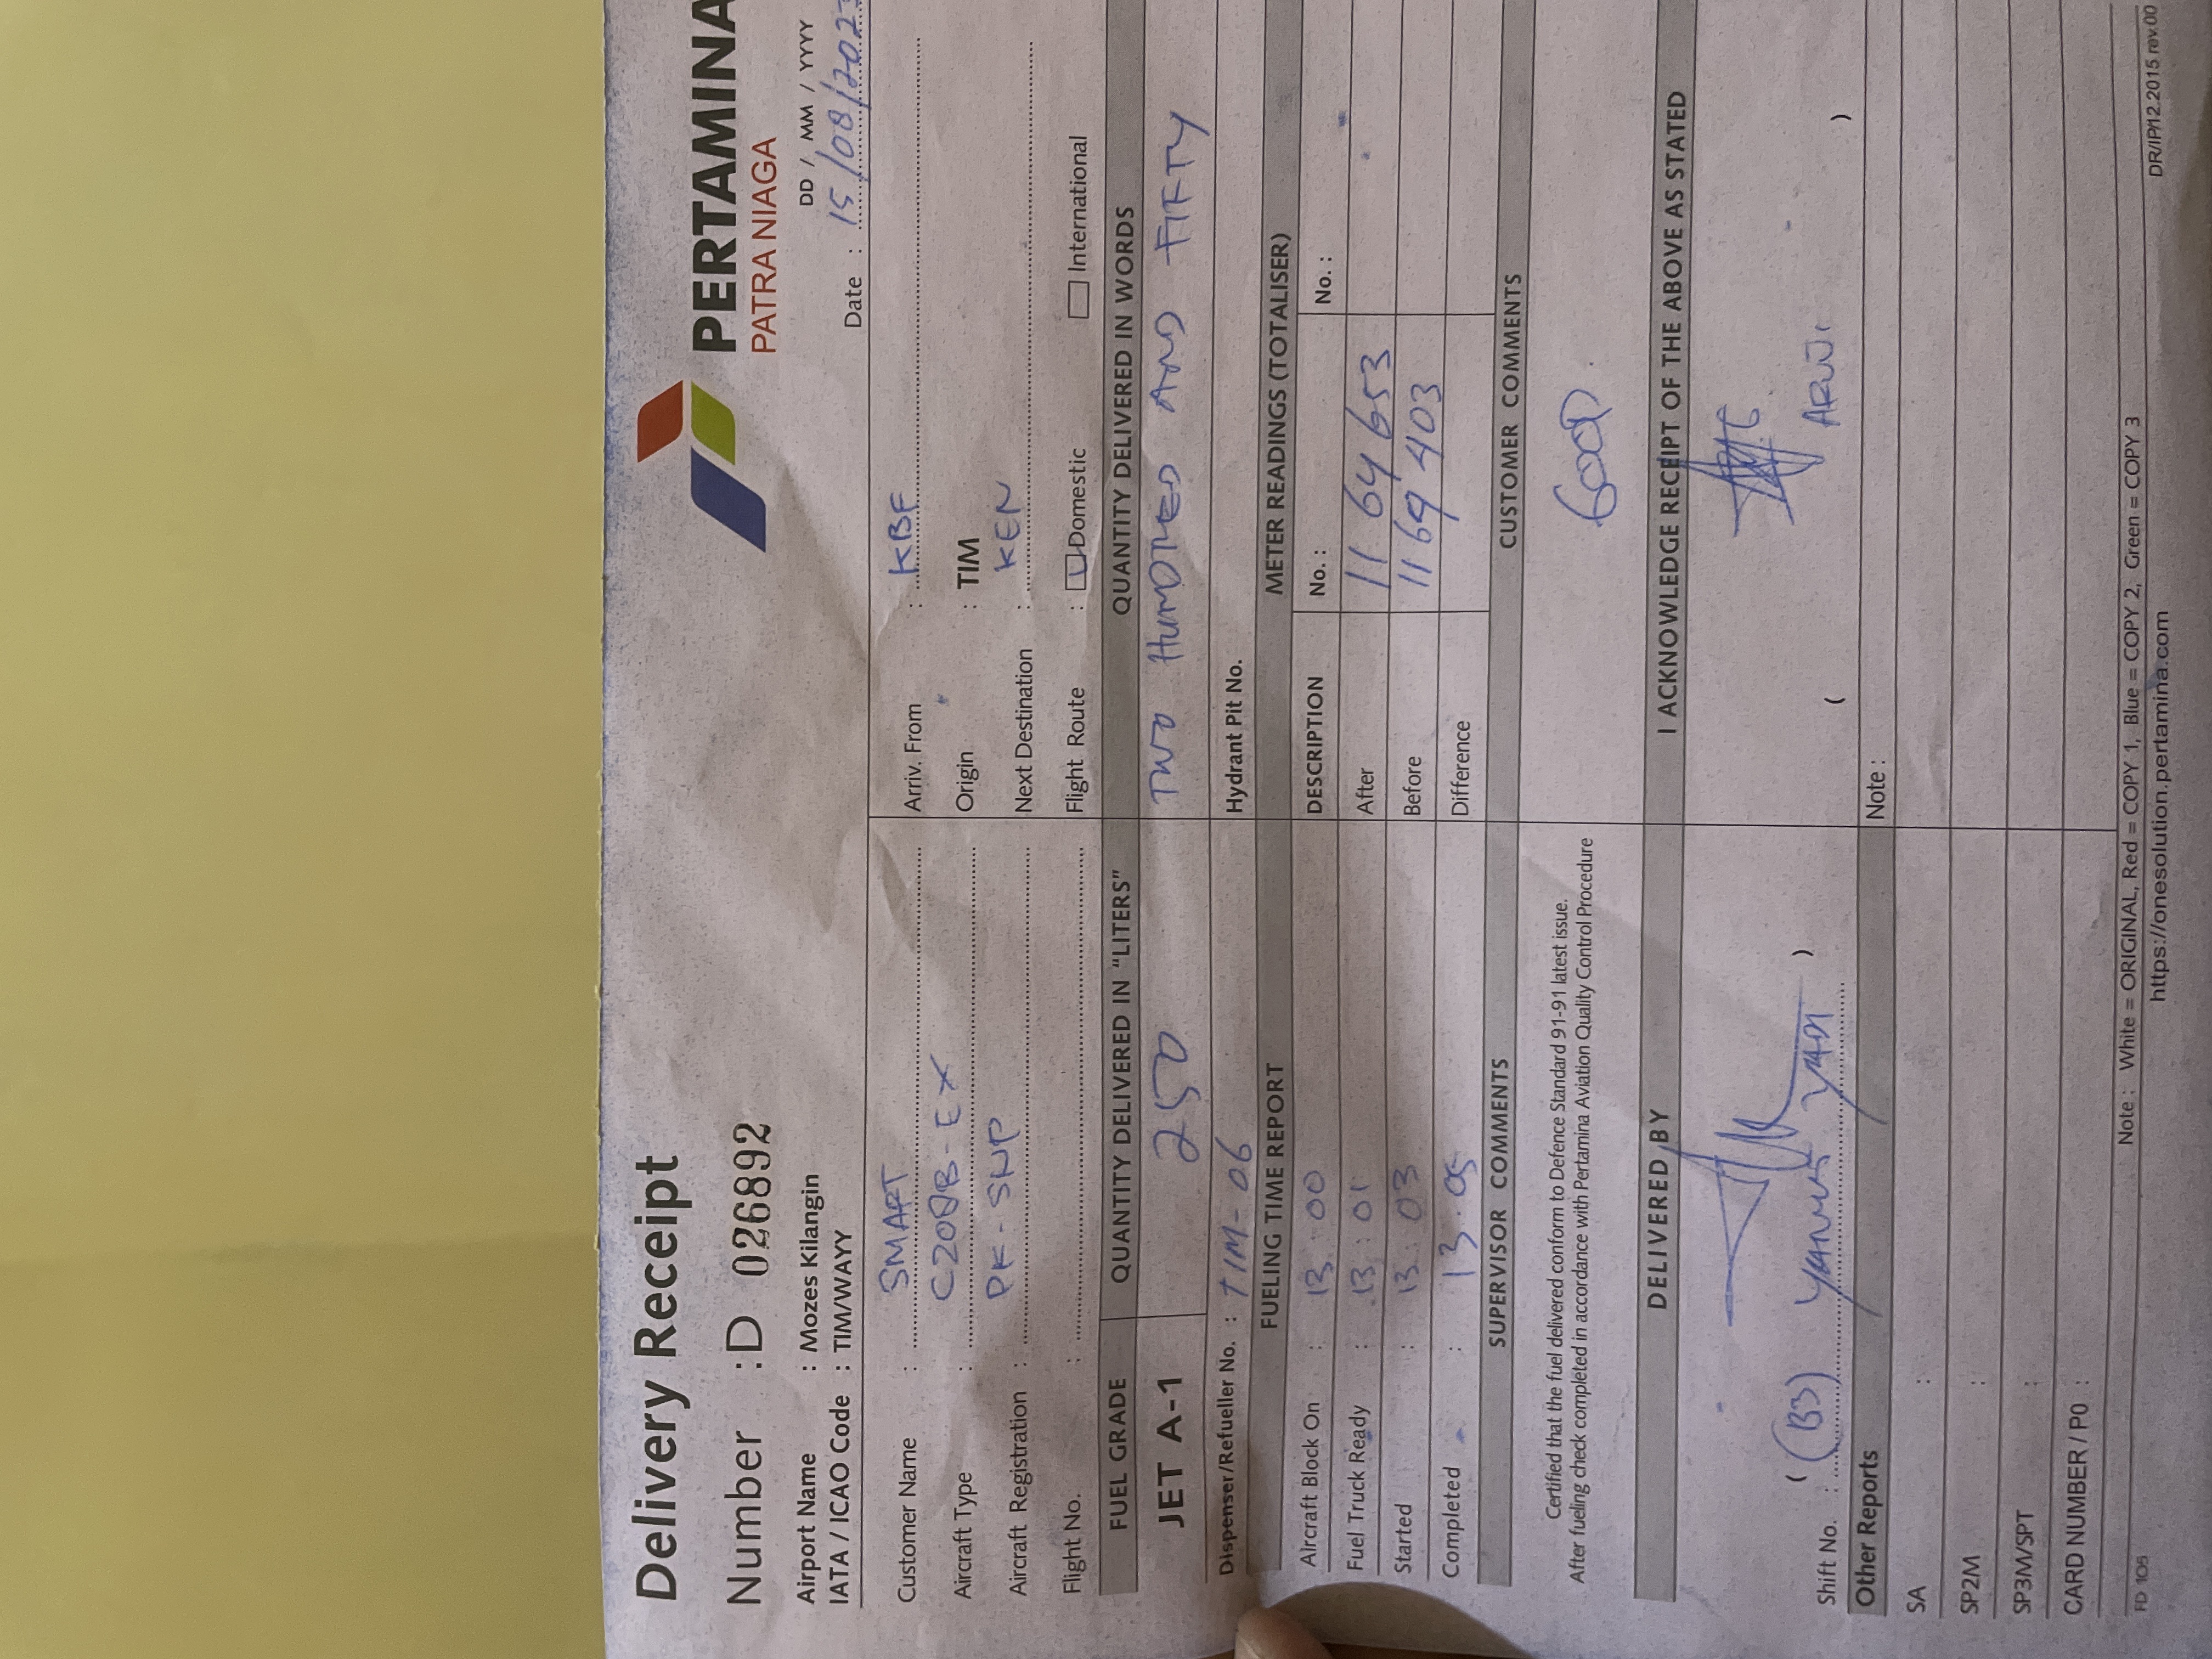 Delivery Receipt
PERTAMINA
PATRA NIAGA
Number : D 026892
DD / MM / YYYY
Airport Name : Mozes Kilangin
IATA / ICAO Code : TIM/WAYY
Date : 15/08/2023
Customer Name : SMART
Arriv. From : KBF
Aircraft Type : C208B-EX
Origin : TIM
Aircraft Registration : PK-SNP
Next Destination : KEN
Flight No. :
Flight Route : Domestic International
FUEL GRADE QUANTITY DELIVERED IN "LITERS" QUANTITY DELIVERED IN WORDS
JET A-1 250 TWO HUNDRED AND FIFTY
Dispenser/Refueller No. : TIM-06 Hydrant Pit No.
FUELING TIME REPORT METER READINGS (TOTALISER)
Aircraft Block On : 13:00 DESCRIPTION No. : No. :
Fuel Truck Ready : 13:01 After 1164653
Started : 13:03 Before 1164403
Completed : 13.05 Difference
SUPERVISOR COMMENTS CUSTOMER COMMENTS
Certified that the fuel delivered conform to Defence Standard 91-91 latest issue.
After fueling check completed in accordance with Pertamina Aviation Quality Control Procedure
GOOD
DELIVERED BY I ACKNOWLEDGE RECEIPT OF THE ABOVE AS STATED
ARJI.
( ) ( )
Shift No. : (B3) YANUS YADI
Other Reports Note :
SA :
SP2M :
SP3M/SPT :
CARD NUMBER / PO :
Note : White = ORIGINAL, Red = COPY 1, Blue = COPY 2, Green = COPY 3
FD 106 https://onesolution.pertamina.com DR/IP/12.2015 rev.00